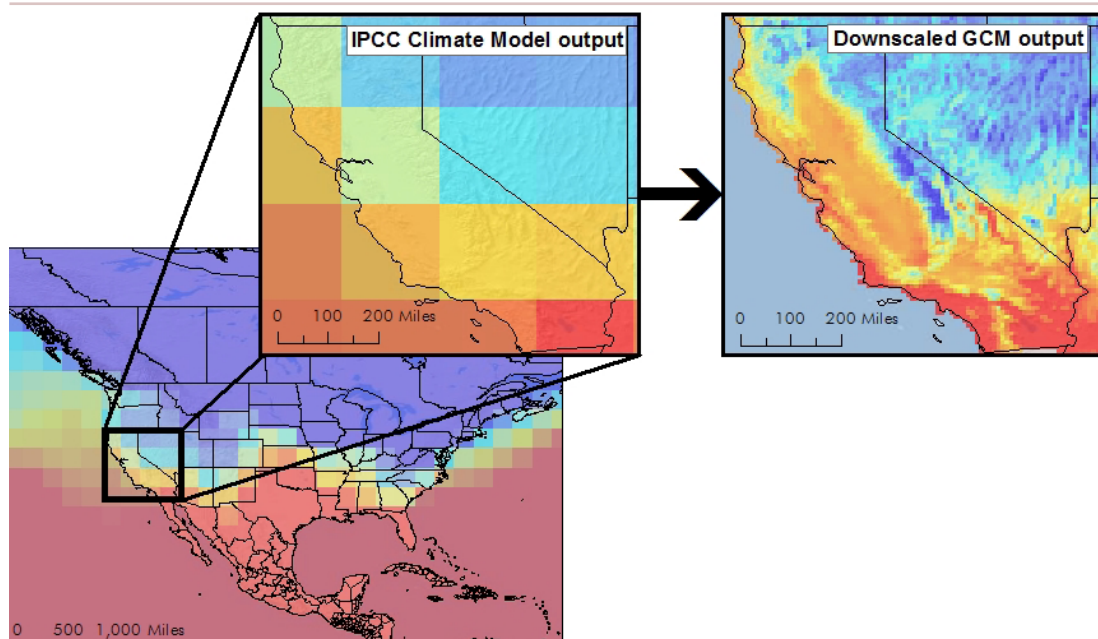 IPCC Climate Model output
Downscaled GCM output
0 100 200 Miles
0 100 200 Miles
0 500 1,000 Miles